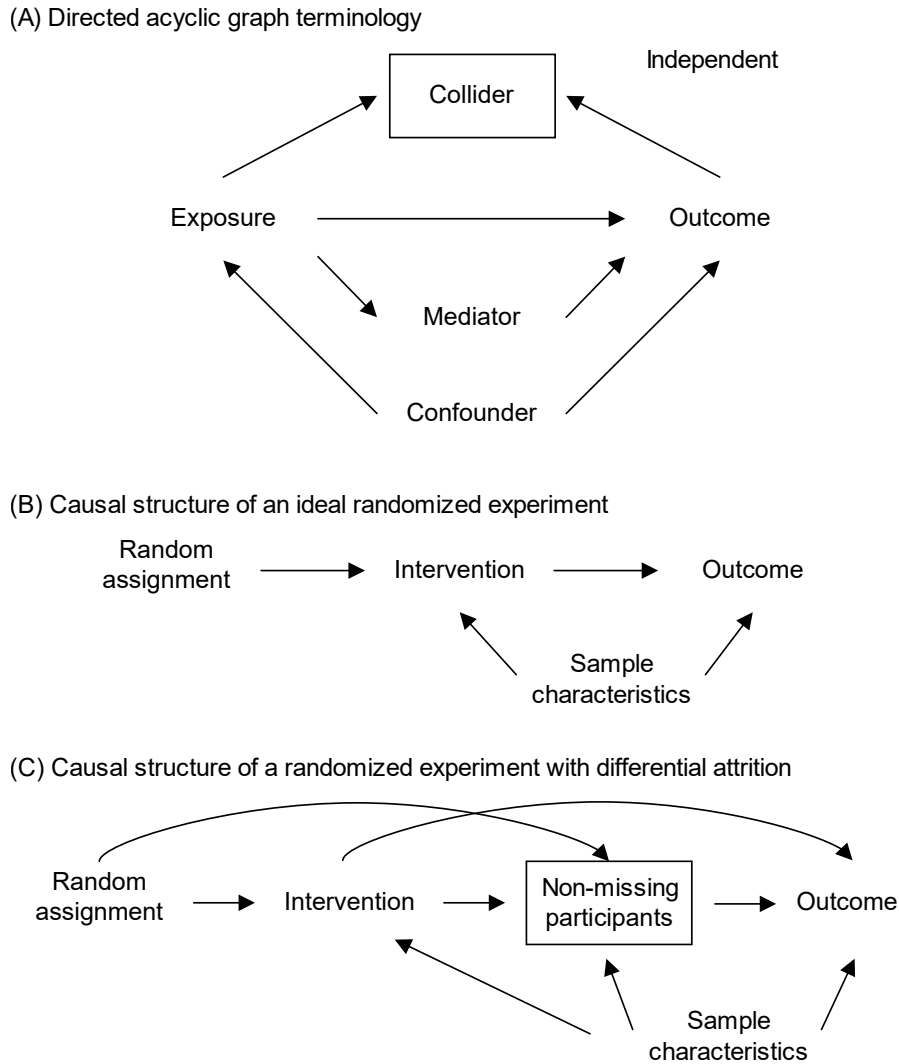 (A) Directed acyclic graph terminology
Independent
Collider
Exposure
Outcome
Mediator
Confounder
(B) Causal structure of an ideal randomized experiment
Random
assignment
Intervention
Outcome
Sample
characteristics
(C) Causal structure of a randomized experiment with differential attrition
Random
assignment
Intervention
Non-missing
participants
Outcome
Sample
characteristics